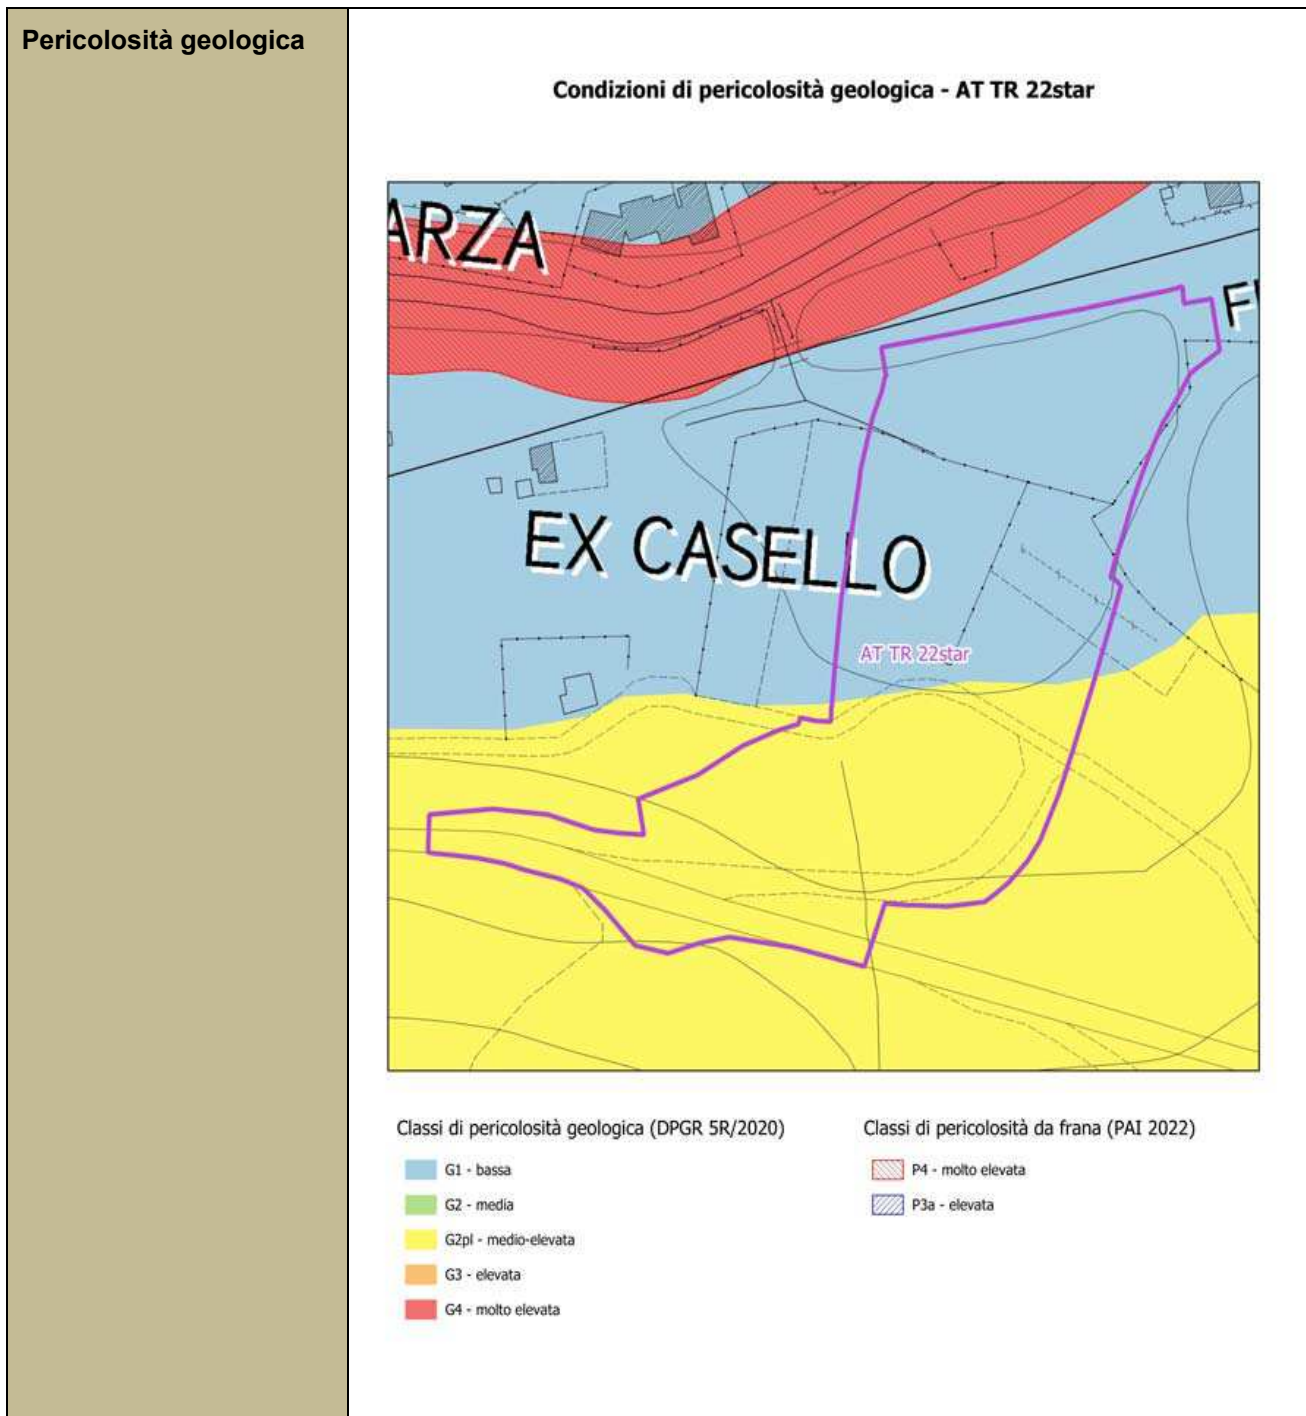 Pericolosità geologica
Condizioni di pericolosità geologica - AT TR 22star
ARZA
EX CASELLO
AT TR 22star
Classi di pericolosità geologica (DPGR 5R/2020)
G1 - bassa
G2 - media
G2pl - medio-elevata
G3 - elevata
G4 - molto elevata
Classi di pericolosità da frana (PAI 2022)
P4 - molto elevata
P3a - elevata